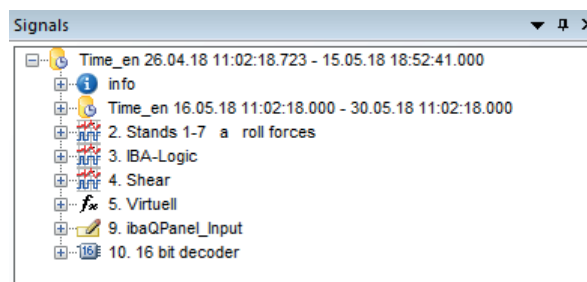 Signals
Time_en 26.04.18 11:02:18.723 - 15.05.18 18:52:41.000
info
Time_en 16.05.18 11:02:18.000 - 30.05.18 11:02:18.000
2. Stands 1-7 a roll forces
3. IBA-Logic
4. Shear
5. Virtuell
9. ibaQPanel_Input
10. 16 bit decoder